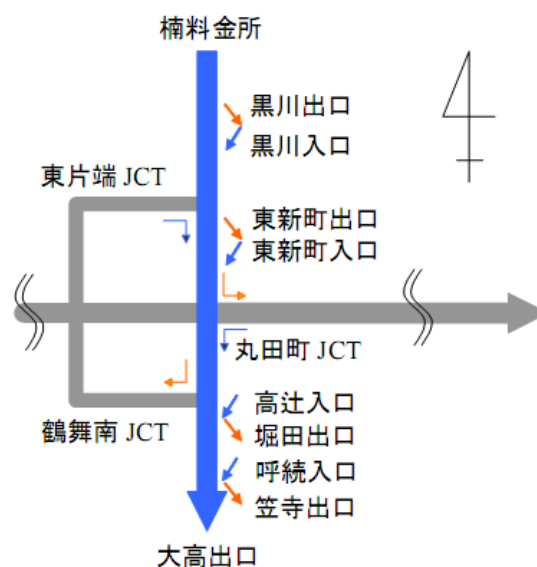 楠料金所
黒川出口
黒川入口
東片端 JCT
東新町出口
東新町入口
丸田町 JCT
高辻入口
鶴舞南 JCT
堀田出口
呼続入口
笠寺出口
大高出口